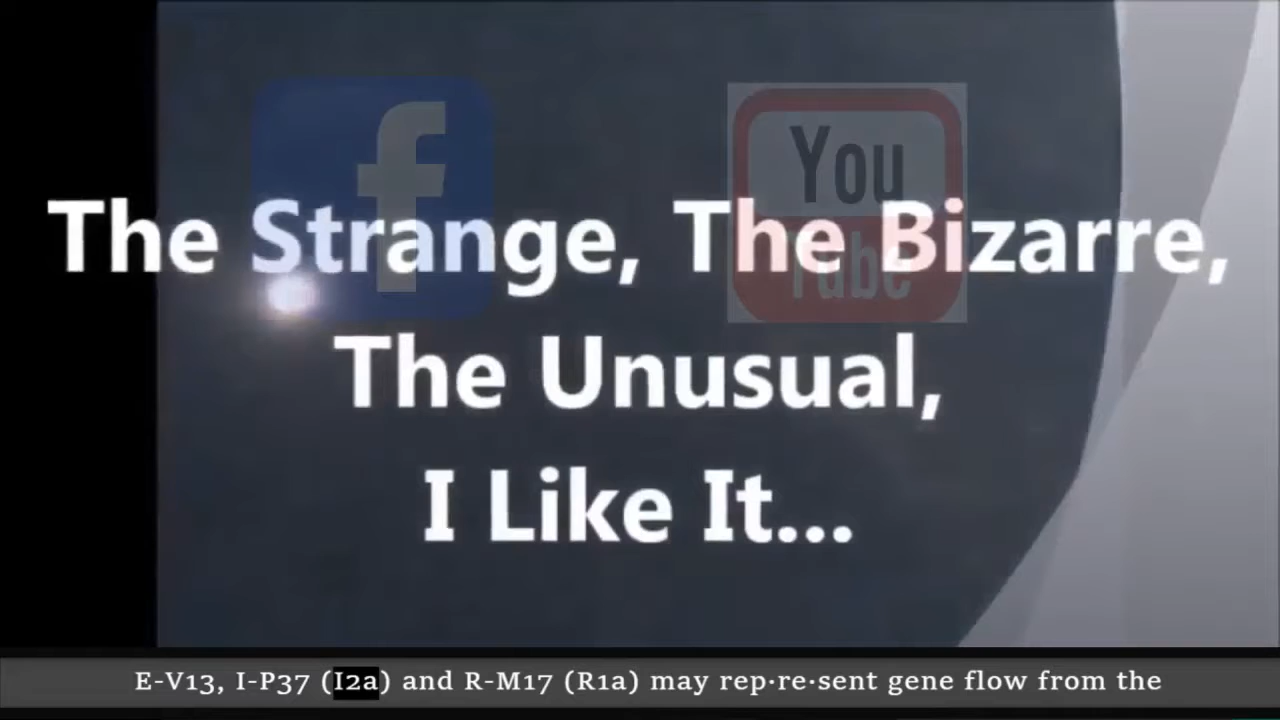 f
You
Tube
The Strange, The Bizarre,
The Unusual,
I Like It...
E-V13, I-P37 (I2a) and R-M17 (R1a) may rep·re·sent gene flow from the